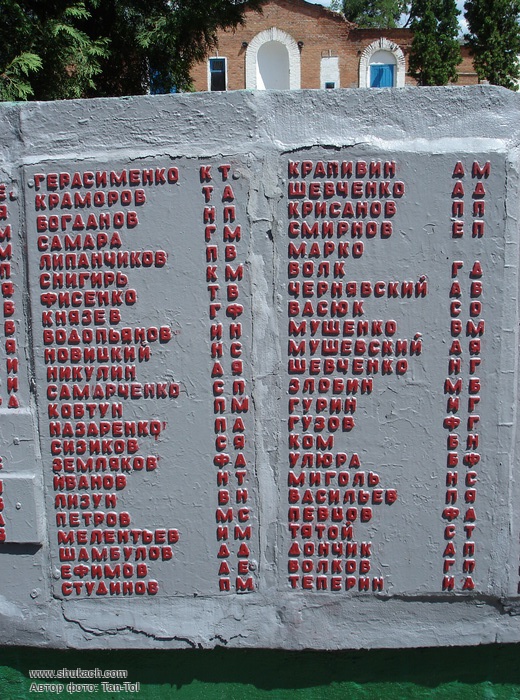 ГЕРАСИМЕНКО К Т
КРАМОРОВ Т А
БОГДАНОВ Н П
САМАРА
ЛИПАНЧИКОВ
СНИГИРЬ
ФИСЕНКО
КНЯЗЕВ
ВОДОПЬЯНОВ
НОВИЦКИЙ
НИКУЛИН
САМАРЧЕНКО
КОВТУН
НАЗАРЕНКО
СИЗИКОВ
ЗЕМЛЯКОВ
ИВАНОВ
ЛИЗУН
ПЕТРОВ
МЕЛЕНТЬЕВ
ШАМБУЛОВ
ЕФИМОВ
СТУДИНОВ П М
КРАПИВИН А М
ШЕВЧЕНКО А Д
КРИСАНОВ П П
СМИРНОВ Е П
МАРКО
ВОЛК Г Д
ЧЕРНЯВСКИЙ А В
ВАСЮК С О
МУШЕНКО В М
МУШЕВСКИЙ
ШЕВЧЕНКО
ЗЛОБИН М Б
ГУРИН И Г
ГУЗОВ
КОМ
УЛЮРА
МИГОЛЬ
ВАСИЛЬЕВ
ПЕВЦОВ
ТЯТОЙ
ДОНЧИК
ВОЛКОВ Г П
ТЕПЕРИН И А
www.shukach.com
Автор фото: Tan-Tol